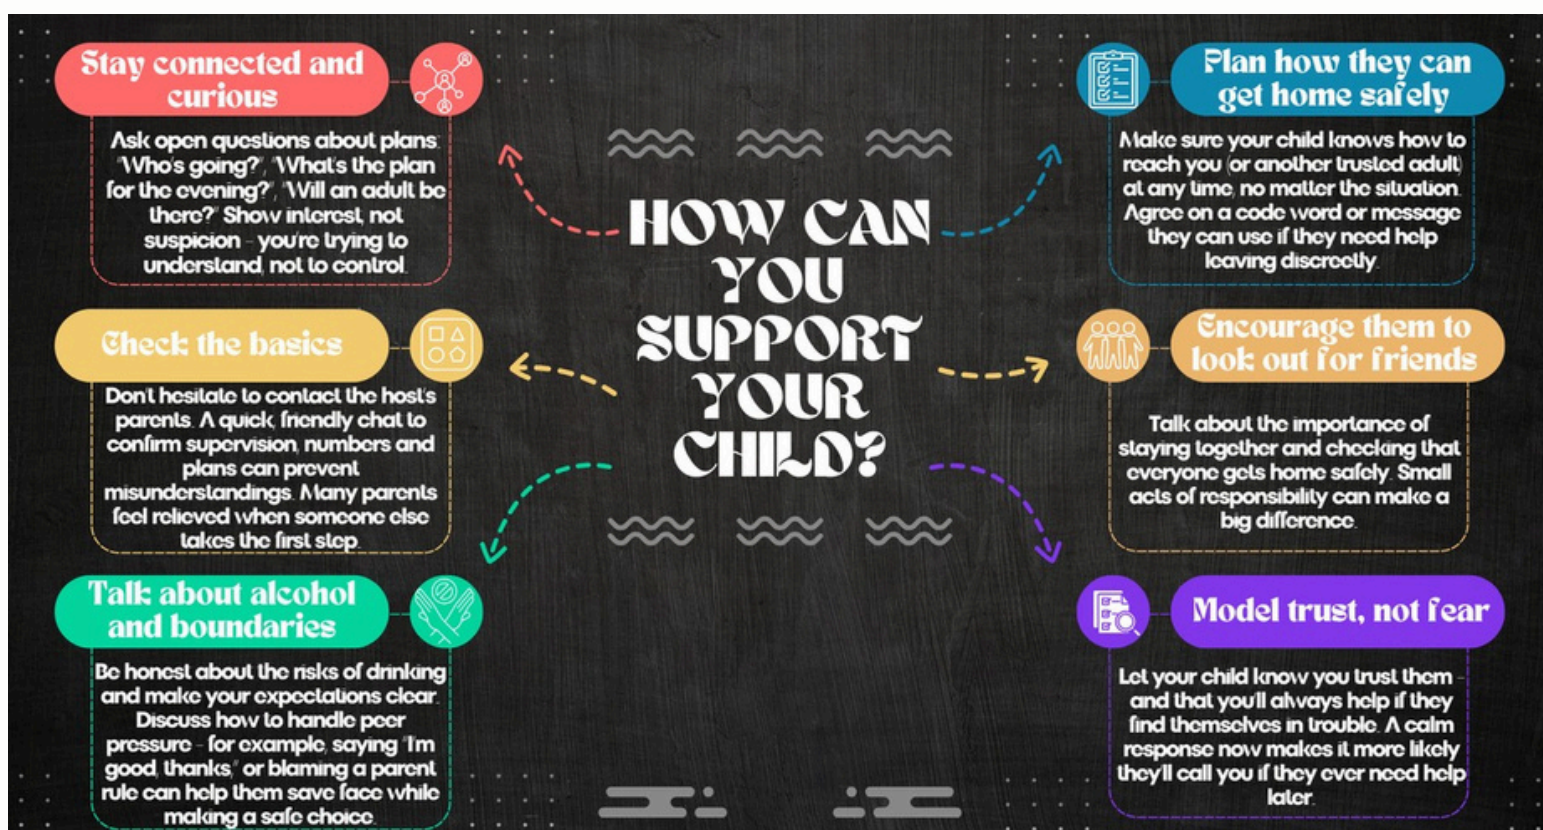 Stay connected and
curious
Ask open questions about plans:
"Who's going?", "What's the plan
for the evening?", "Will an adult be
there?" Show interest, not
suspicion - you're trying to
understand, not to control.
Check the basics
Don't hesitate to contact the host's
parents. A quick, friendly chat to
confirm supervision, numbers and
plans can prevent
misunderstandings. Many parents
feel relieved when someone else
takes the first step.
Talk about alcohol
and boundaries
Be honest about the risks of drinking
and make your expectations clear.
Discuss how to handle peer
pressure - for example, saying "I'm
good, thanks," or blaming a parent
rule can help them save face while
making a safe choice.
HOW CAN
YOU
SUPPORT
YOUR
CHILD?
Plan how they can
get home safely
Make sure your child knows how to
reach you (or another trusted adult)
at any time, no matter the situation.
Agree on a code word or message
they can use if they need help
leaving discreetly.
Encourage them to
look out for friends
Talk about the importance of
staying together and checking that
everyone gets home safely. Small
acts of responsibility can make a
big difference.
Model trust, not fear
Let your child know you trust them -
and that you'll always help if they
find themselves in trouble. A calm
response now makes it more likely
they'll call you if they ever need help
later.